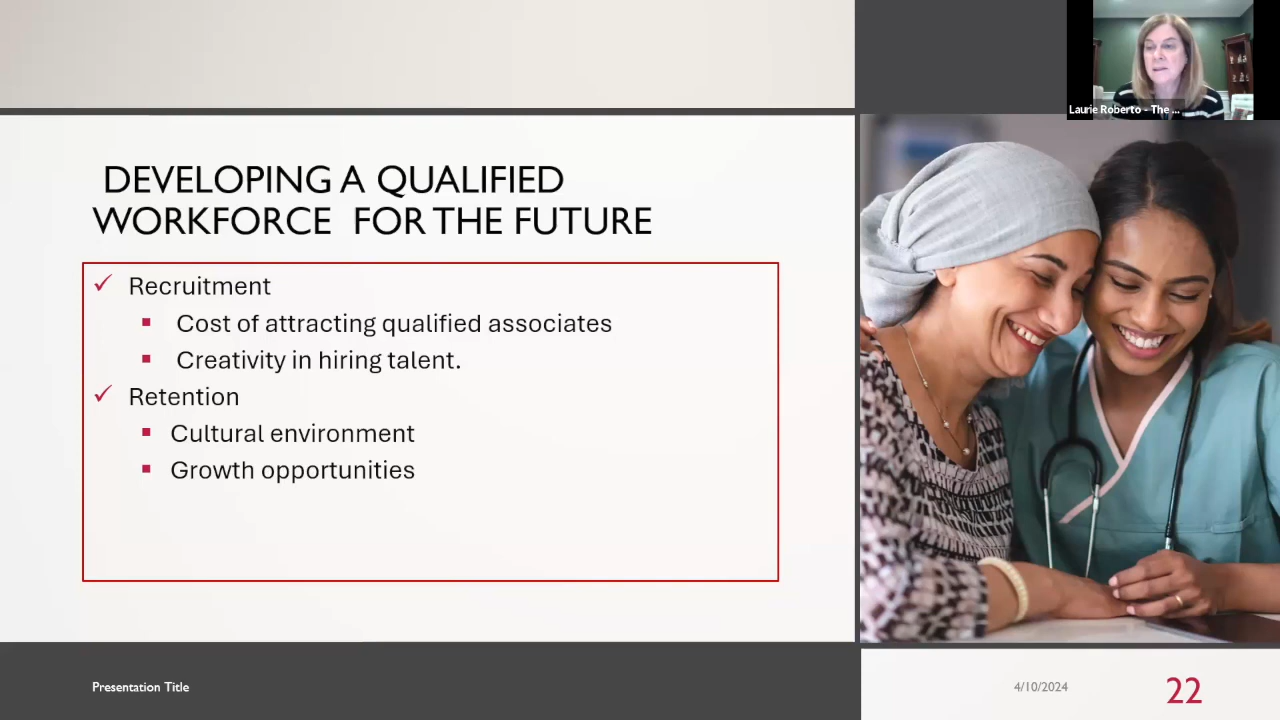 Laurie Roberto - The ...
DEVELOPING A QUALIFIED
WORKFORCE FOR THE FUTURE
Recruitment
Cost of attracting qualified associates
Creativity in hiring talent.
Retention
Cultural environment
Growth opportunities
Presentation Title
4/10/2024
22